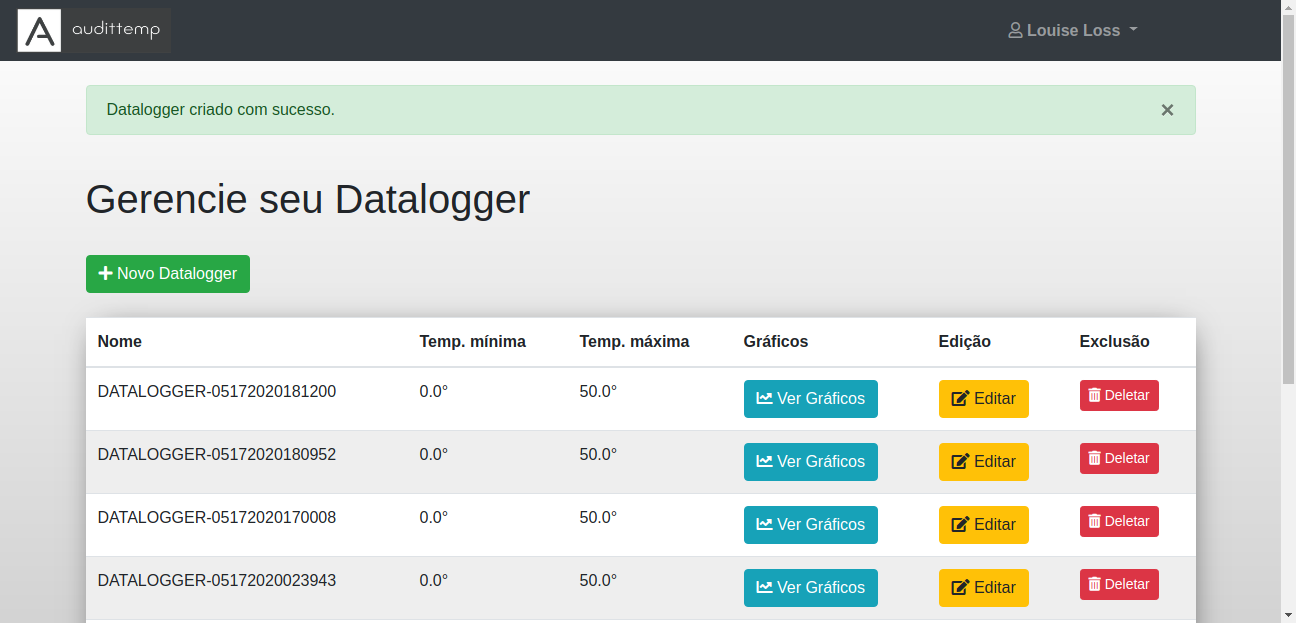 A audittemp Louise Loss
Datalogger criado com sucesso. ×
Gerencie seu Datalogger
Novo Datalogger
Nome Temp. mínima Temp. máxima Gráficos Edição Exclusão
DATALOGGER-05172020181200 0.0° 50.0° Ver Gráficos Editar Deletar
DATALOGGER-05172020180952 0.0° 50.0° Ver Gráficos Editar Deletar
DATALOGGER-05172020170008 0.0° 50.0° Ver Gráficos Editar Deletar
DATALOGGER-05172020023943 0.0° 50.0° Ver Gráficos Editar Deletar